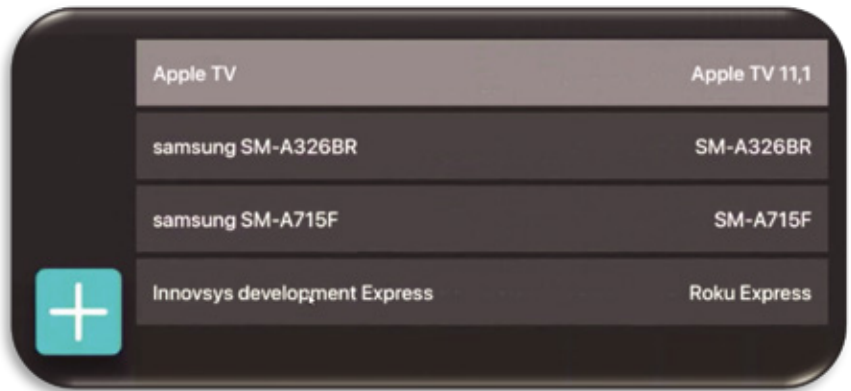 Apple TV Apple TV 11,1
samsung SM-A326BR SM-A326BR
samsung SM-A715F SM-A715F
Innovsys development Express Roku Express